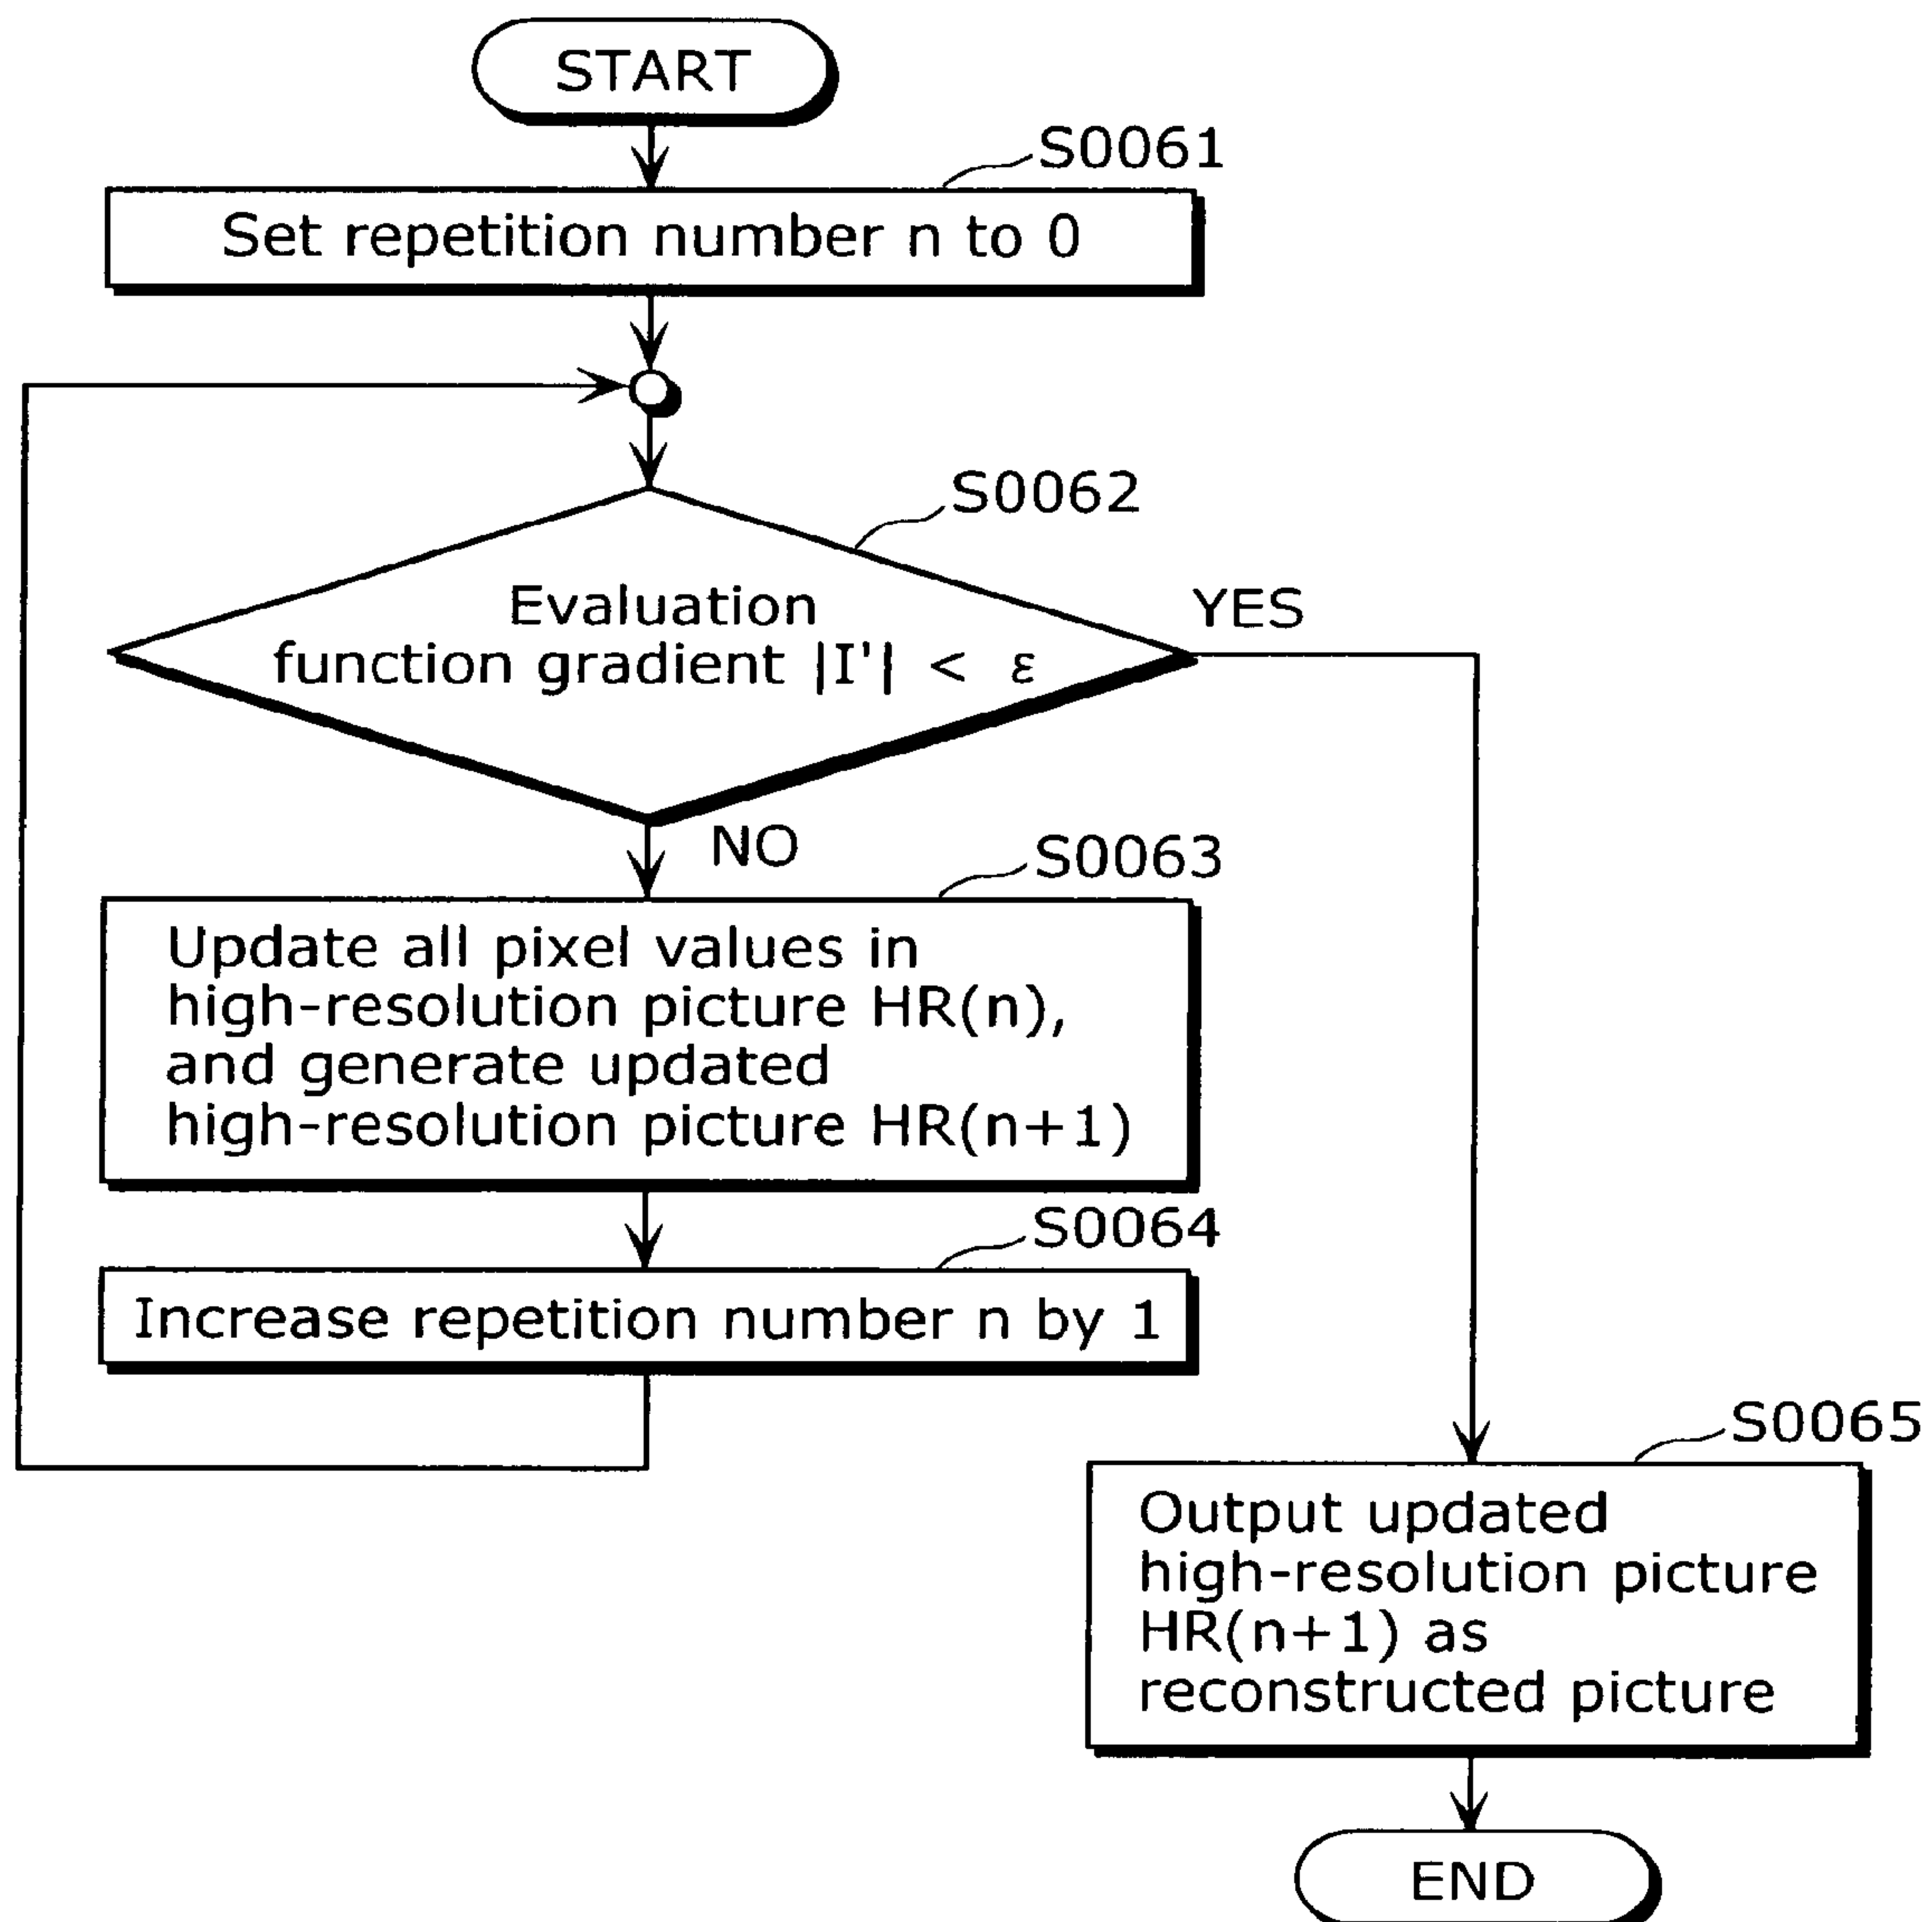 START
S0061
Set repetition number n to 0
S0062
Evaluation
function gradient |I'| < ε
YES
NO
S0063
Update all pixel values in
high-resolution picture HR(n),
and generate updated
high-resolution picture HR(n+1)
S0064
Increase repetition number n by 1
S0065
Output updated
high-resolution picture
HR(n+1) as
reconstructed picture
END